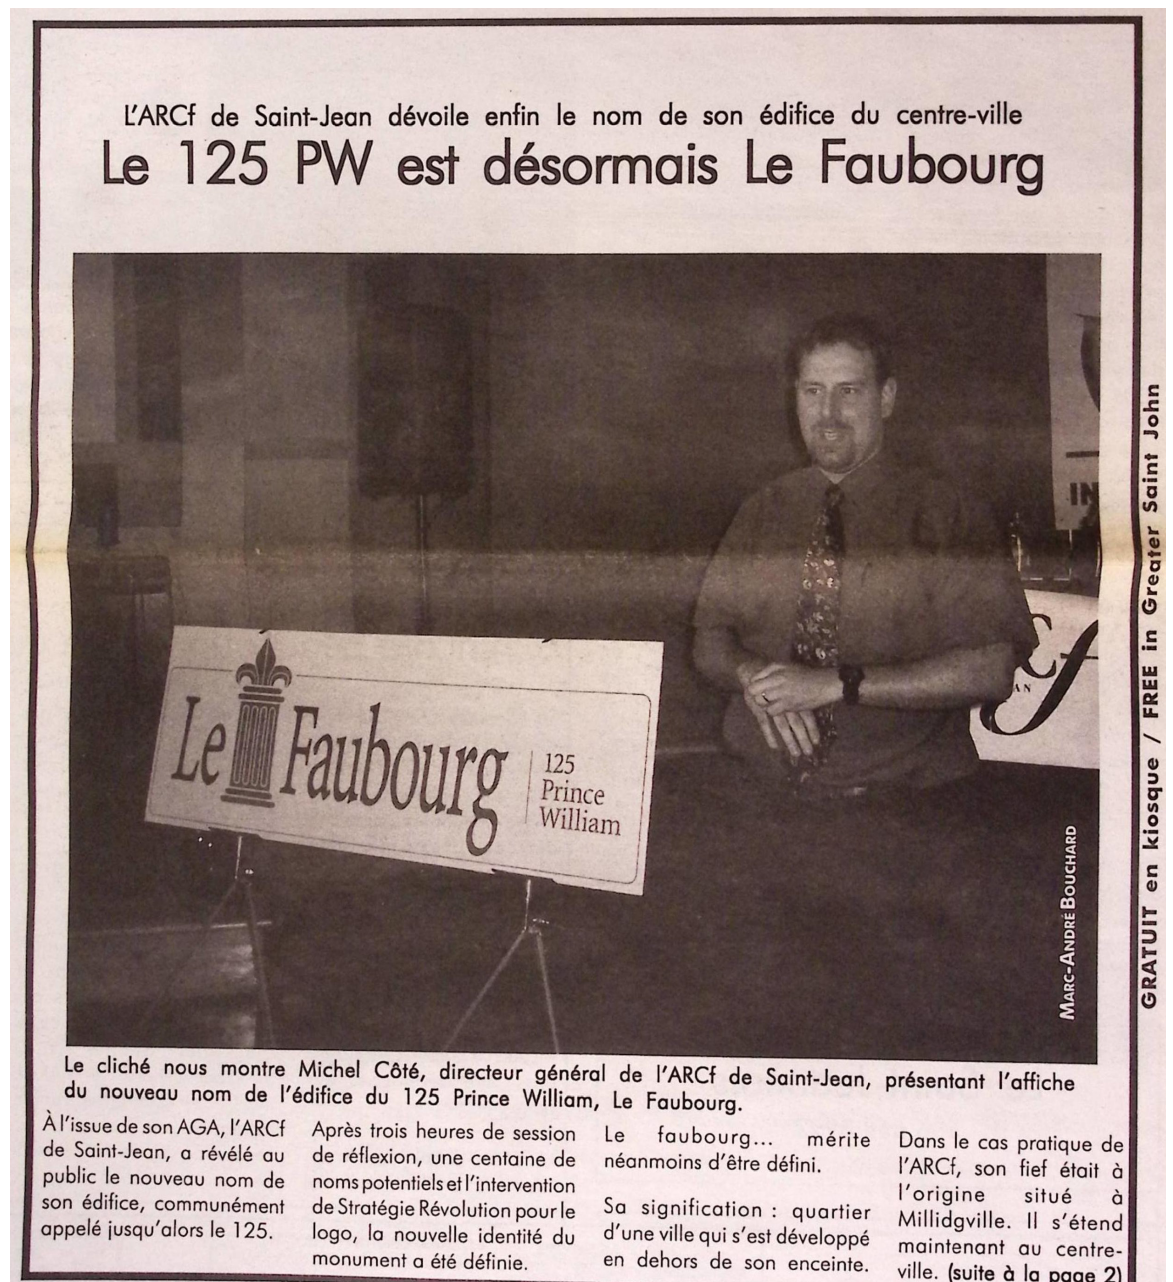 L'ARCf de Saint-Jean dévoile enfin le nom de son édifice du centre-ville
Le 125 PW est désormais Le Faubourg
IN
Le Faubourg
125
Prince
William
cf
AN
MARC-ANDRÉ BOUCHARD
GRATUIT en kiosque / FREE in Greater Saint John
Le cliché nous montre Michel Côté, directeur général de l'ARCf de Saint-Jean, présentant l'affiche
du nouveau nom de l'édifice du 125 Prince William, Le Faubourg.
À l'issue de son AGA, l'ARCf
de Saint-Jean, a révélé au
public le nouveau nom de
son édifice, communément
appelé jusqu'alors le 125.
Après trois heures de session
de réflexion, une centaine de
noms potentiels et l'intervention
de Stratégie Révolution pour le
logo, la nouvelle identité du
monument a été définie.
Le faubourg... mérite
néanmoins d'être défini.
Sa signification : quartier
d'une ville qui s'est développé
en dehors de son enceinte.
Dans le cas pratique de
l'ARCf, son fief était à
l'origine situé à
Millidgville. Il s'étend
maintenant au centre-
ville. (suite à la page 2)